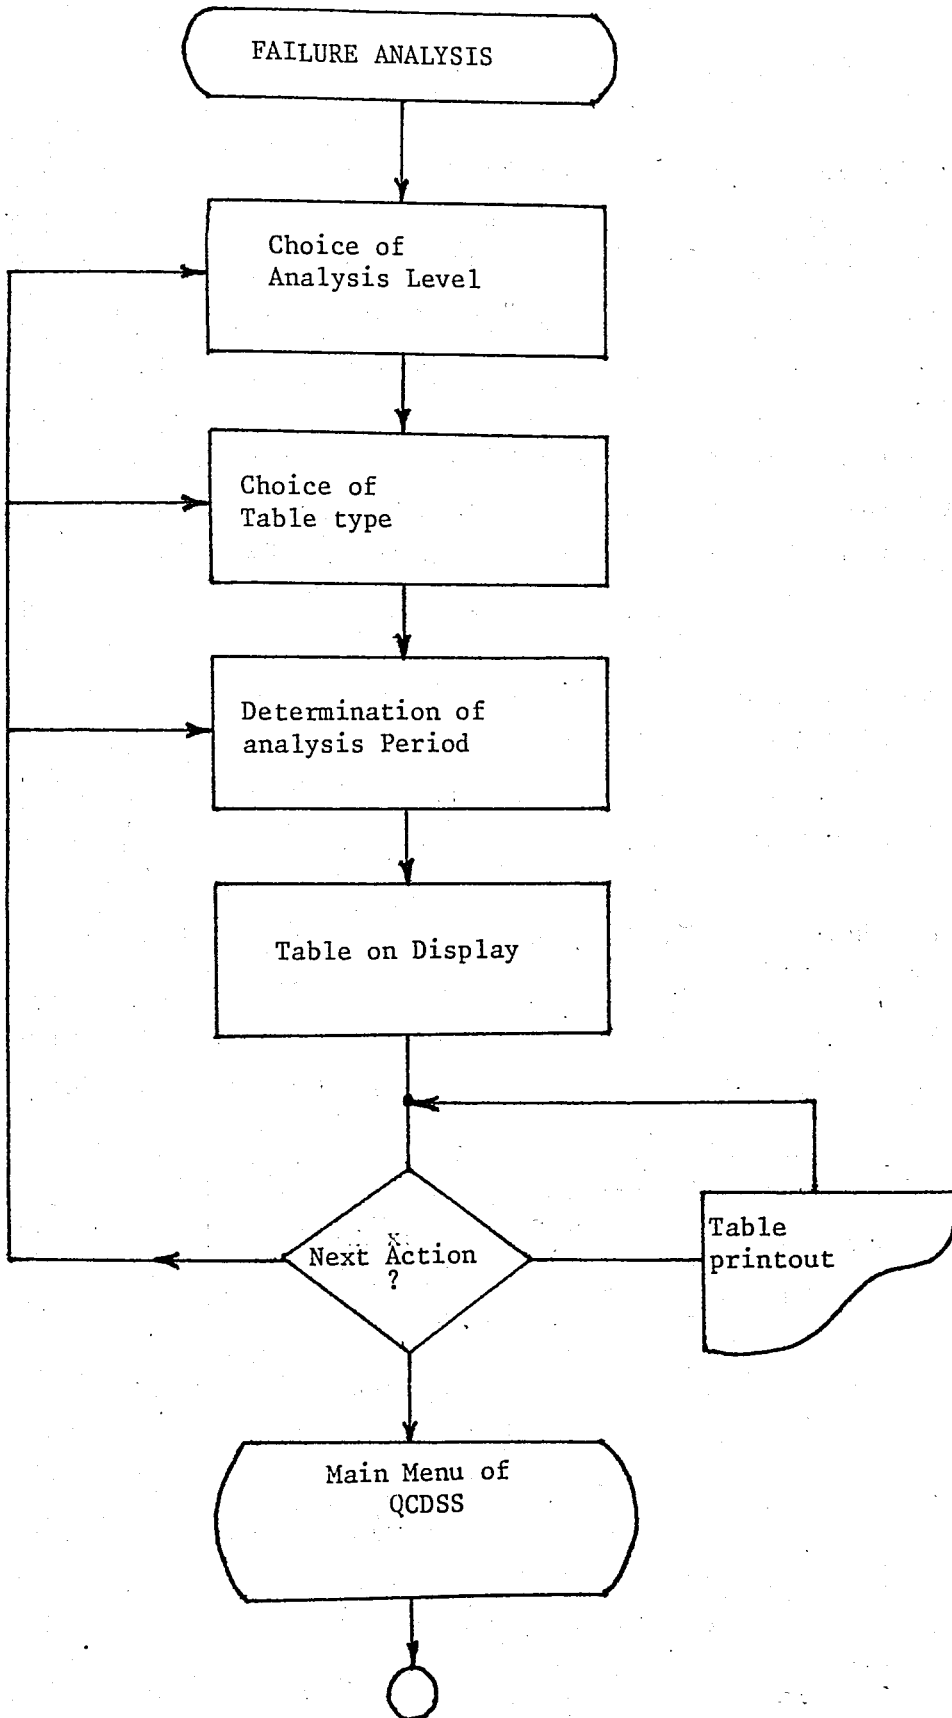 FAILURE ANALYSIS
Choice of
Analysis Level
Choice of
Table type
Determination of
analysis Period
Table on Display
Next Action
?
Table
printout
Main Menu of
QCDSS